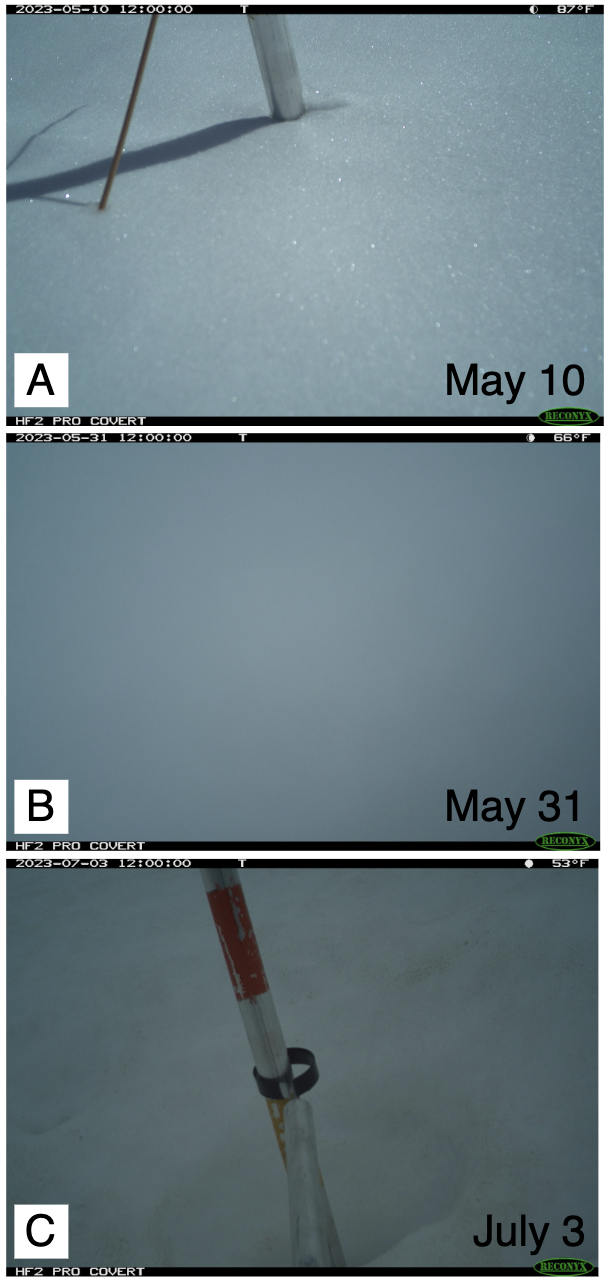 2023-05-10 12:00:00 T 87°F
A May 10
HF2 PRO COVERT RECONYX
2023-05-31 12:00:00 T 66°F
B May 31
HF2 PRO COVERT RECONYX
2023-07-03 12:00:00 T 53°F
C July 3
HF2 PRO COVERT RECONYX